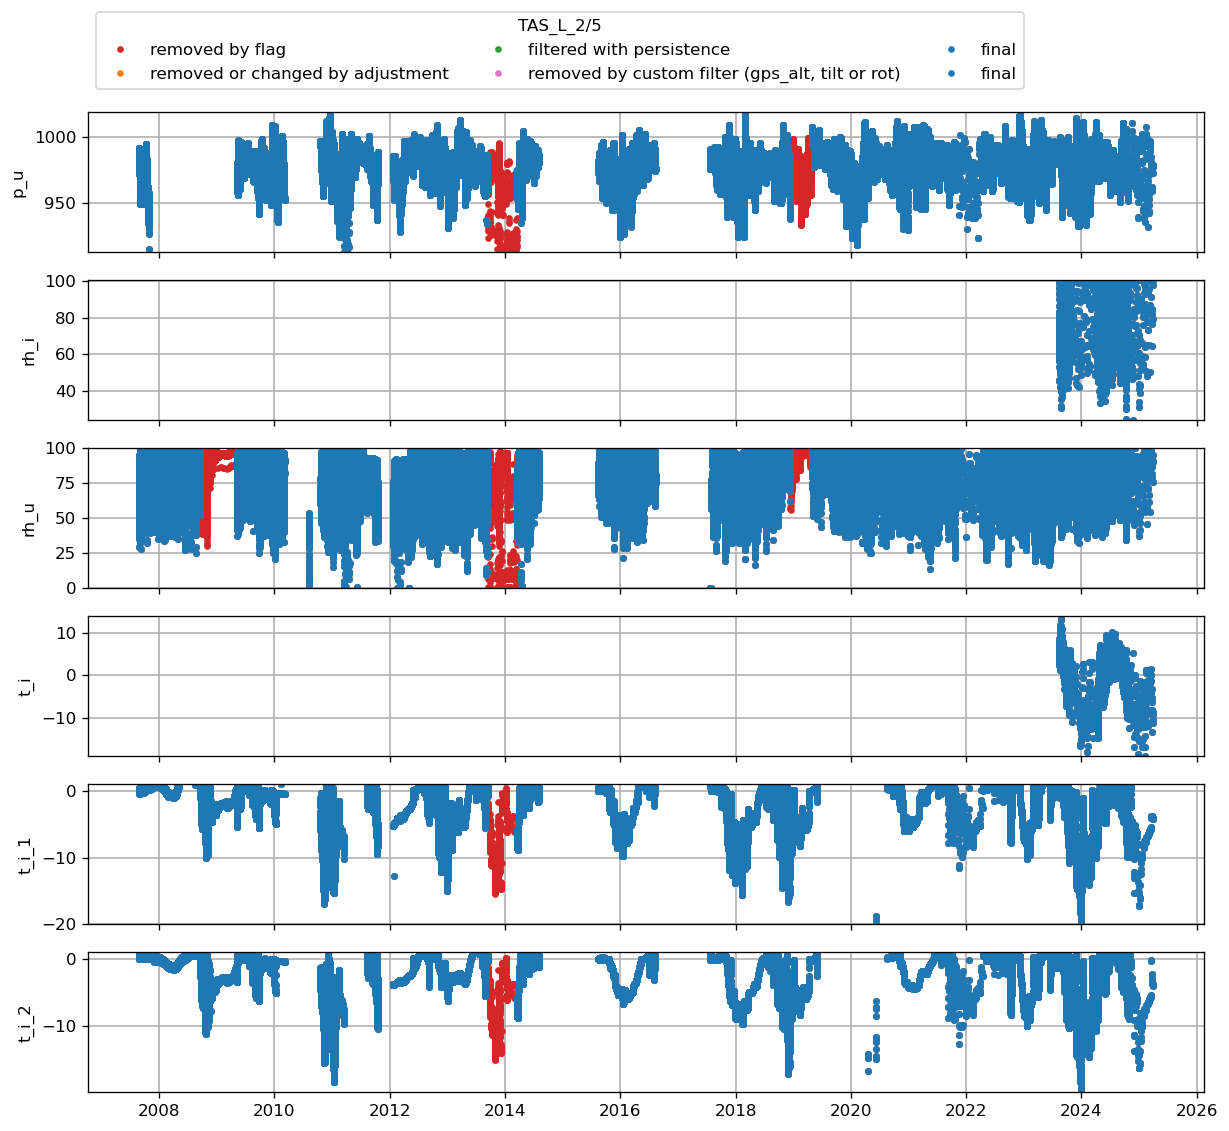 TAS_L_2/5
removed by flag
filtered with persistence
final
removed or changed by adjustment
removed by custom filter (gps_alt, tilt or rot)
final
1000
950
p_u
100
80
60
40
rh_i
100
75
50
25
0
rh_u
10
0
−10
t_i
0
−10
−20
t_i_1
0
−10
t_i_2
2008
2010
2012
2014
2016
2018
2020
2022
2024
2026